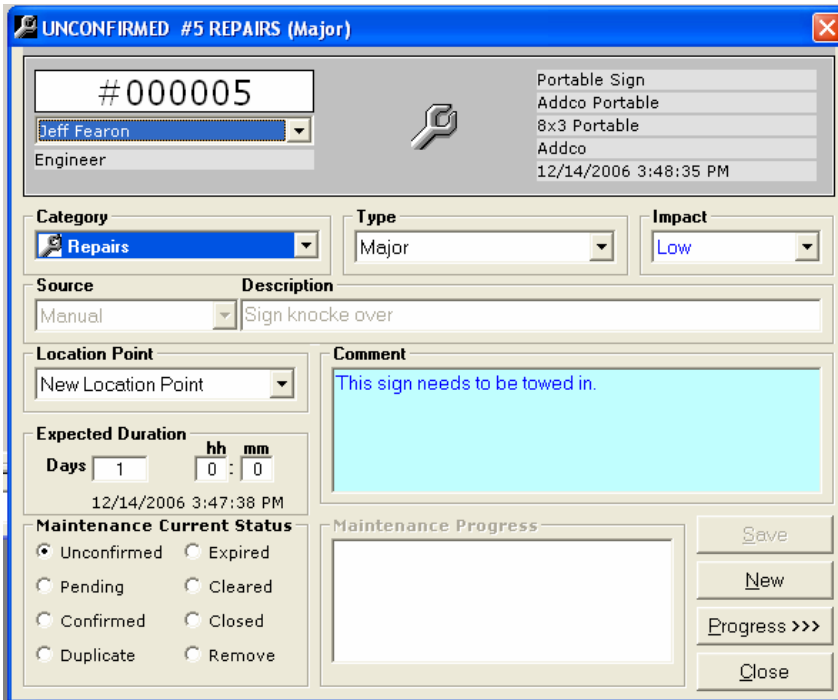 UNCONFIRMED #5 REPAIRS (Major)
#000005
Jeff Fearon
Engineer
Portable Sign
Addco Portable
8x3 Portable
Addco
12/14/2006 3:48:35 PM
Category
Repairs
Type
Major
Impact
Low
Source
Manual
Description
Sign knocke over
Location Point
New Location Point
Comment
This sign needs to be towed in.
Expected Duration
hh mm
Days 1 0 : 0
12/14/2006 3:47:38 PM
Maintenance Current Status
Unconfirmed Expired
Pending Cleared
Confirmed Closed
Duplicate Remove
Maintenance Progress
Save
New
Progress >>>
Close